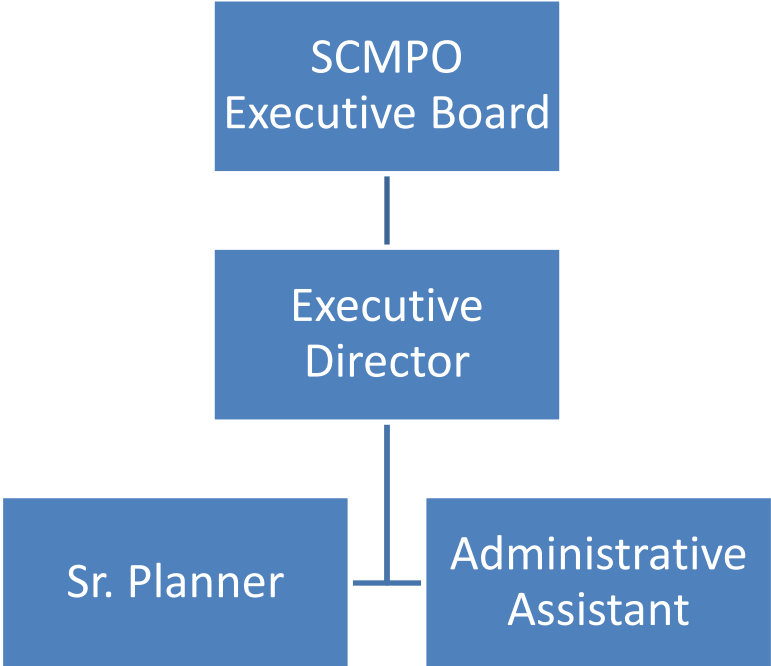 SCMPO
Executive Board
Executive
Director
Sr. Planner
Administrative
Assistant